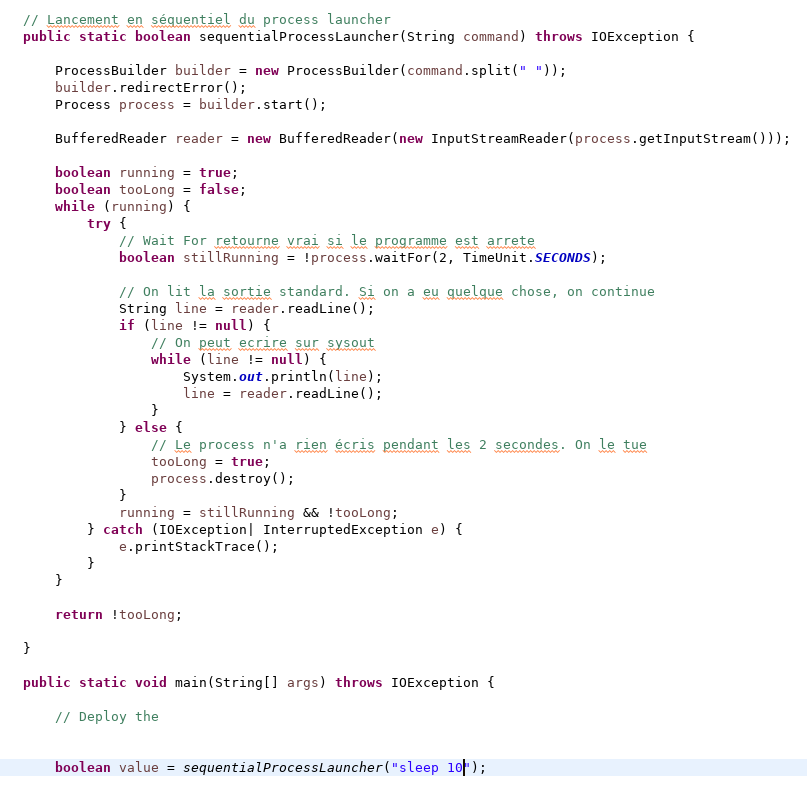 // Lancement en séquentiel du process launcher
public static boolean sequentialProcessLauncher(String command) throws IOException {
ProcessBuilder builder = new ProcessBuilder(command.split(" "));
builder.redirectError();
Process process = builder.start();
BufferedReader reader = new BufferedReader(new InputStreamReader(process.getInputStream()));
boolean running = true;
boolean tooLong = false;
while (running) {
try {
// Wait For retourne vrai si le programme est arrete
boolean stillRunning = !process.waitFor(2, TimeUnit.SECONDS);
// On lit la sortie standard. Si on a eu quelque chose, on continue
String line = reader.readLine();
if (line != null) {
// On peut ecrire sur sysout
while (line != null) {
System.out.println(line);
line = reader.readLine();
}
} else {
// Le process n'a rien écris pendant les 2 secondes. On le tue
tooLong = true;
process.destroy();
}
running = stillRunning && !tooLong;
} catch (IOException| InterruptedException e) {
e.printStackTrace();
}
}
return !tooLong;
}
public static void main(String[] args) throws IOException {
// Deploy the
boolean value = sequentialProcessLauncher("sleep 10");